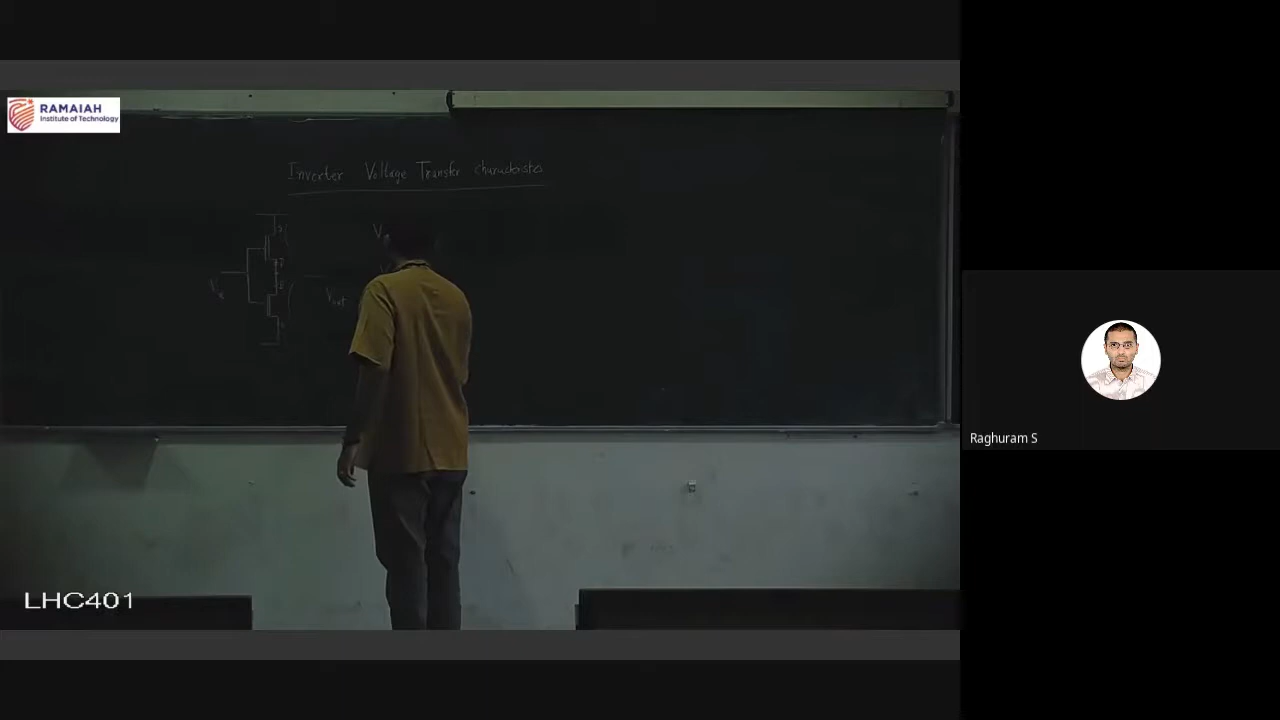 RAMAIAH
Institute of Technology
Inverter Voltage Transfer characteristics
V
Vout
Raghuram S
LHC401